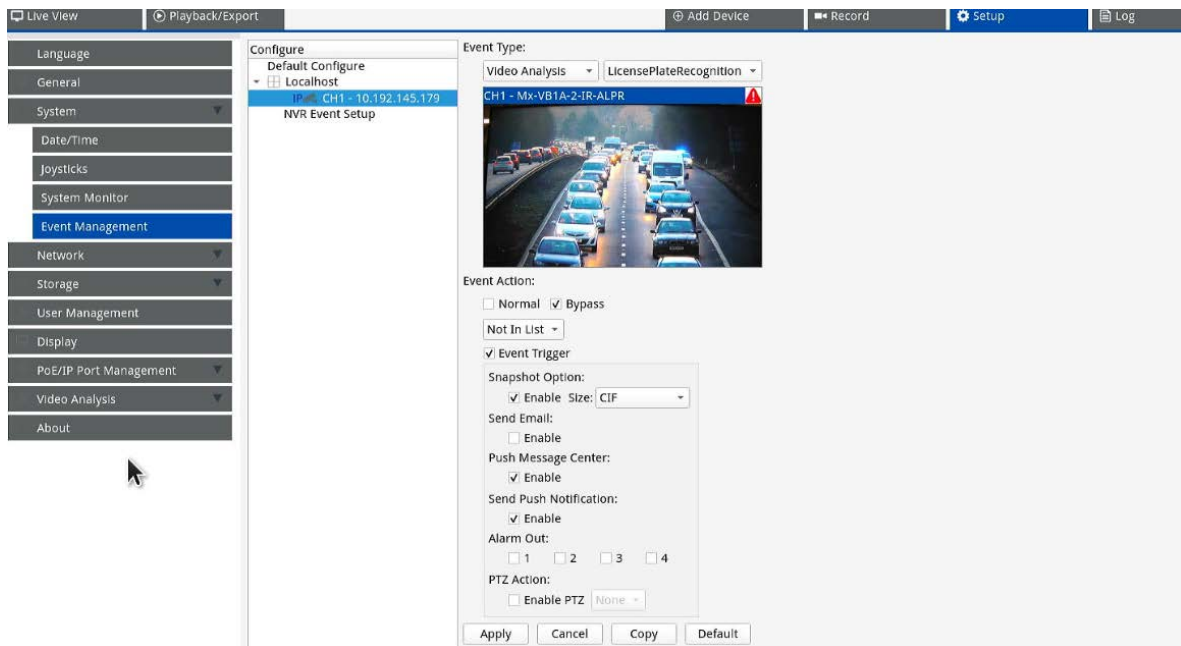 Live View Playback/Export Add Device Record Setup Log
Language
General
System
Date/Time
Joysticks
System Monitor
Event Management
Network
Storage
User Management
Display
PoE/IP Port Management
Video Analysis
About
Configure
Default Configure
Localhost
IP CH1 - 10.192.145.179
NVR Event Setup
Event Type:
Video Analysis LicensePlateRecognition
CH1 - Mx-VB1A-2-IR-ALPR
Event Action:
Normal Bypass
Not In List
Event Trigger
Snapshot Option:
Enable Size: CIF
Send Email:
Enable
Push Message Center:
Enable
Send Push Notification:
Enable
Alarm Out:
1 2 3 4
PTZ Action:
Enable PTZ None
Apply Cancel Copy Default